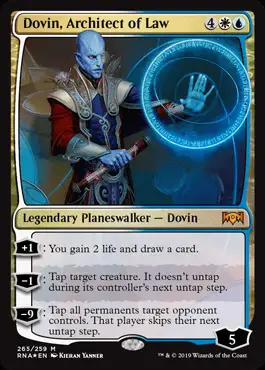 Dovin, Architect of Law 4
Legendary Planeswalker — Dovin
+1: You gain 2 life and draw a card.
-1: Tap target creature. It doesn't untap
during its controller's next untap step.
-9: Tap all permanents target opponent
controls. That player skips their next
untap step.
5
265/259 M
RNA★EN KIERAN YANNER
™ & © 2019 Wizards of the Coast